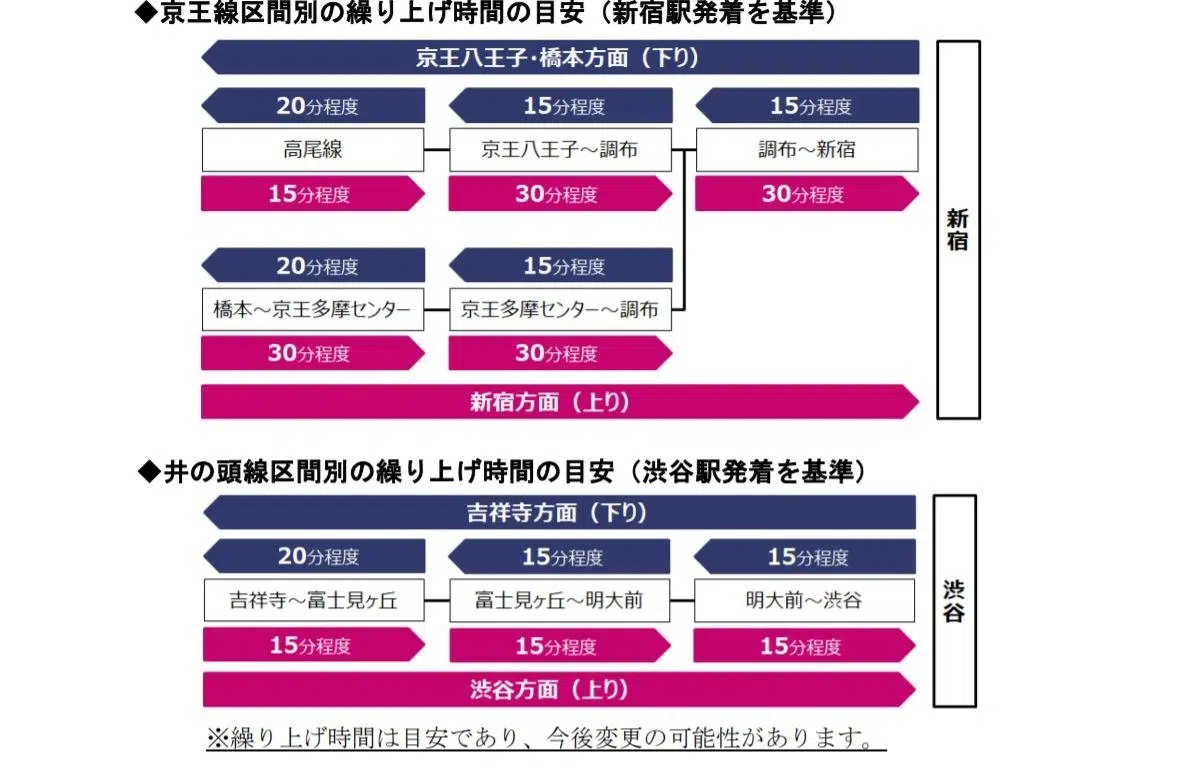 ◆京王線区間別の繰り上げ時間の目安（新宿駅発着を基準）
京王八王子・橋本方面（下り）
20分程度 15分程度 15分程度
高尾線 京王八王子～調布 調布～新宿
15分程度 30分程度 30分程度
新宿
20分程度 15分程度
橋本～京王多摩センター 京王多摩センター～調布
30分程度 30分程度
新宿方面（上り）
◆井の頭線区間別の繰り上げ時間の目安（渋谷駅発着を基準）
吉祥寺方面（下り）
20分程度 15分程度 15分程度
吉祥寺～富士見ヶ丘 富士見ヶ丘～明大前 明大前～渋谷
渋谷
15分程度 15分程度 15分程度
渋谷方面（上り）
※繰り上げ時間は目安であり、今後変更の可能性があります。